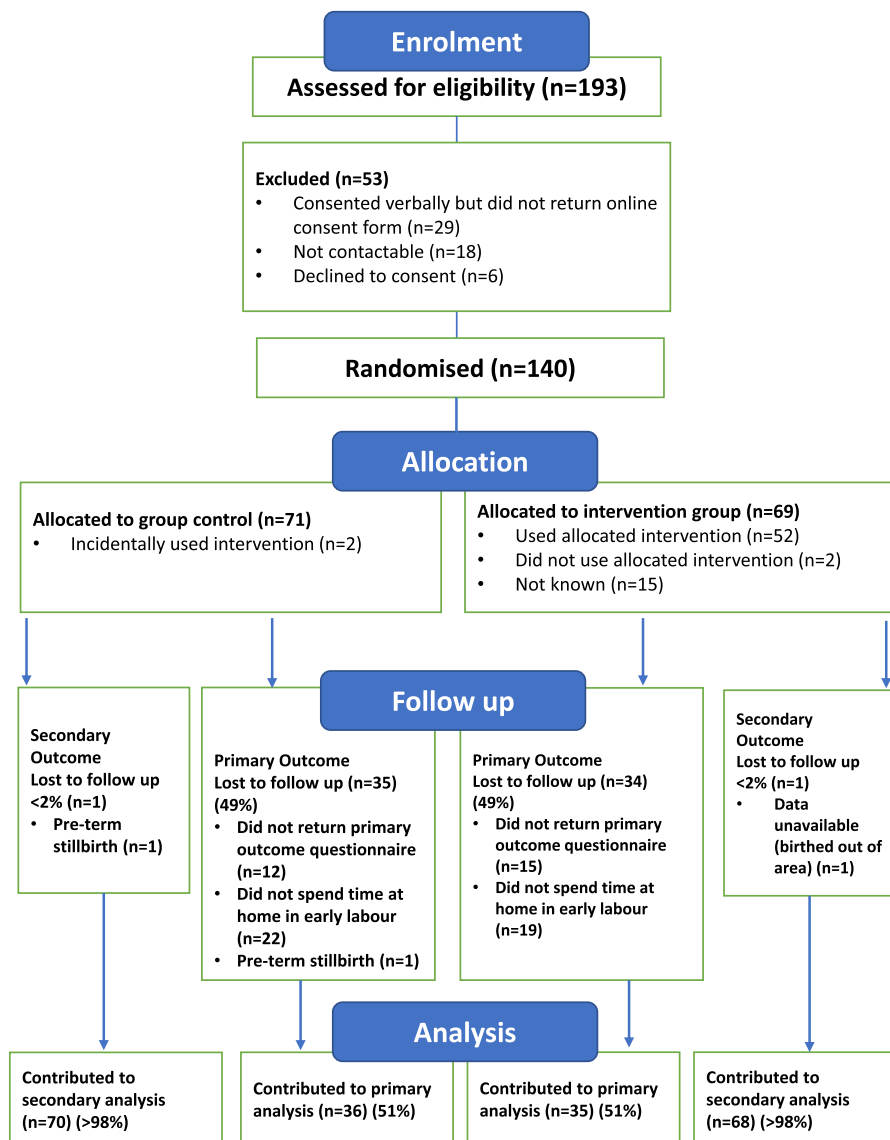 Enrolment
Assessed for eligibility (n=193)
Excluded (n=53)
• Consented verbally but did not return online
consent form (n=29)
• Not contactable (n=18)
• Declined to consent (n=6)
Randomised (n=140)
Allocation
Allocated to group control (n=71)
• Incidentally used intervention (n=2)
Allocated to intervention group (n=69)
• Used allocated intervention (n=52)
• Did not use allocated intervention (n=2)
• Not known (n=15)
Follow up
Secondary
Outcome
Lost to follow up
<2% (n=1)
• Pre-term
stillbirth (n=1)
Primary Outcome
Lost to follow up (n=35)
(49%)
• Did not return primary
outcome questionnaire
(n=12)
• Did not spend time at
home in early labour
(n=22)
• Pre-term stillbirth (n=1)
Primary Outcome
Lost to follow up (n=34)
(49%)
• Did not return primary
outcome questionnaire
(n=15)
• Did not spend time at
home in early labour
(n=19)
Secondary
Outcome
Lost to follow up
<2% (n=1)
• Data
unavailable
(birthed out of
area) (n=1)
Analysis
Contributed to
secondary analysis
(n=70) (>98%)
Contributed to primary
analysis (n=36) (51%)
Contributed to primary
analysis (n=35) (51%)
Contributed to
secondary analysis
(n=68) (>98%)